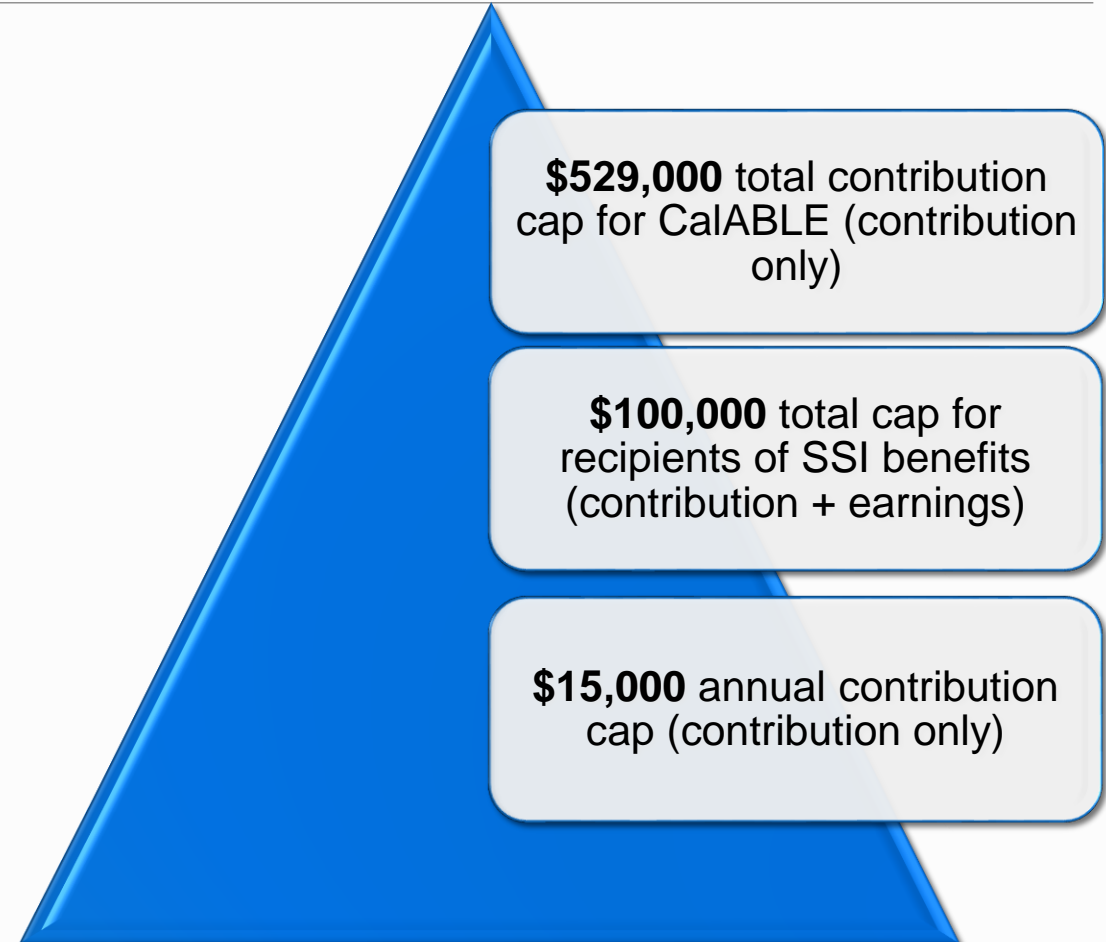 $529,000 total contribution
cap for CalABLE (contribution
only)
$100,000 total cap for
recipients of SSI benefits
(contribution + earnings)
$15,000 annual contribution
cap (contribution only)